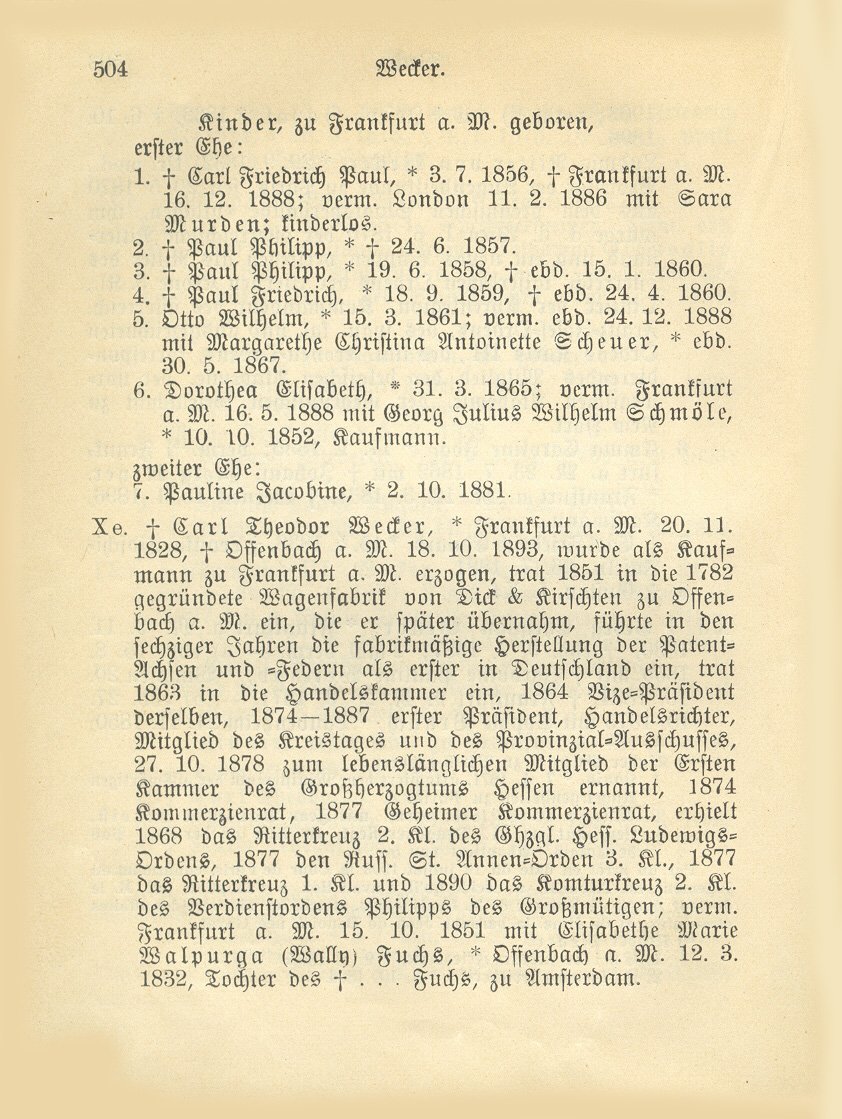 504 Wecker.
Kinder, zu Frankfurt a. M. geboren,
erster Ehe:
1. † Carl Friedrich Paul, * 3. 7. 1856, † Frankfurt a. M.
16. 12. 1888; verm. London 11. 2. 1886 mit Sara
Murden; kinderlos.
2. † Paul Philipp, * † 24. 6. 1857.
3. † Paul Philipp, * 19. 6. 1858, † ebd. 15. 1. 1860.
4. † Paul Friedrich, * 18. 9. 1859, † ebd. 24. 4. 1860.
5. Otto Wilhelm, * 15. 3. 1861; verm. ebd. 24. 12. 1888
mit Margarethe Christina Antoinette Scheuer, * ebd.
30. 5. 1867.
6. Dorothea Elisabeth, * 31. 3. 1865; verm. Frankfurt
a. M. 16. 5. 1888 mit Georg Julius Wilhelm Schmöle,
* 10. 10. 1852, Kaufmann.
zweiter Ehe:
7. Pauline Jacobine, * 2. 10. 1881.
Xe. † Carl Theodor Wecker, * Frankfurt a. M. 20. 11.
1828, † Offenbach a. M. 18. 10. 1893, wurde als Kauf-
mann zu Frankfurt a. M. erzogen, trat 1851 in die 1782
gegründete Wagenfabrik von Dick & Kirschten zu Offen-
bach a. M. ein, die er später übernahm, führte in den
sechziger Jahren die fabrikmäßige Herstellung der Patent-
Achsen und -Federn als erster in Deutschland ein, trat
1863 in die Handelskammer ein, 1864 Vize-Präsident
derselben, 1874—1887 erster Präsident, Handelsrichter,
Mitglied des Kreistages und des Provinzial-Ausschusses,
27. 10. 1878 zum lebenslänglichen Mitglied der Ersten
Kammer des Großherzogtums Hessen ernannt, 1874
Kommerzienrat, 1877 Geheimer Kommerzienrat, erhielt
1868 das Ritterkreuz 2. Kl. des Ghzgl. Hess. Ludewigs-
Ordens, 1877 den Russ. St. Annen-Orden 3. Kl., 1877
das Ritterkreuz 1. Kl. und 1890 das Komturkreuz 2. Kl.
des Verdienstordens Philipps des Großmütigen; verm.
Frankfurt a. M. 15. 10. 1851 mit Elisabethe Marie
Walpurga (Wally) Fuchs, * Offenbach a. M. 12. 3.
1832, Tochter des † . . . Fuchs, zu Amsterdam.